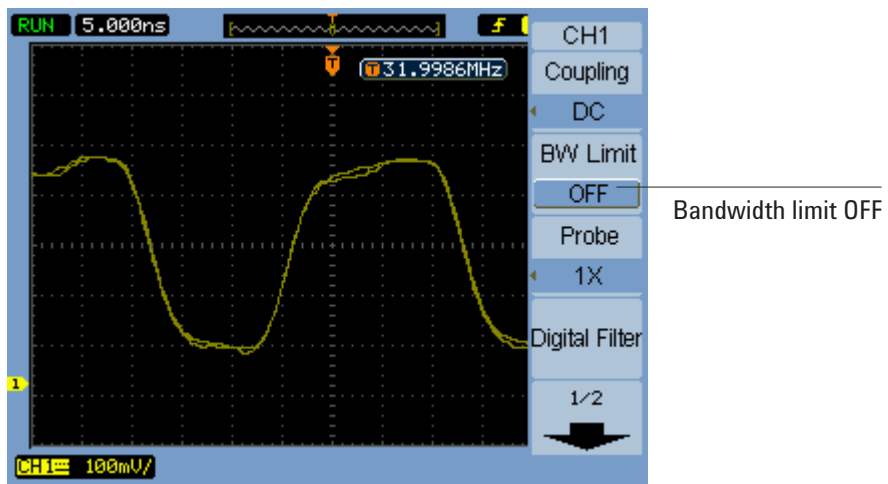 RUN 5.000ns T f
T T31.9986MHz
1
CH1 100mV/
CH1
Coupling
DC
BW Limit
OFF
Probe
1X
Digital Filter
1/2
Bandwidth limit OFF